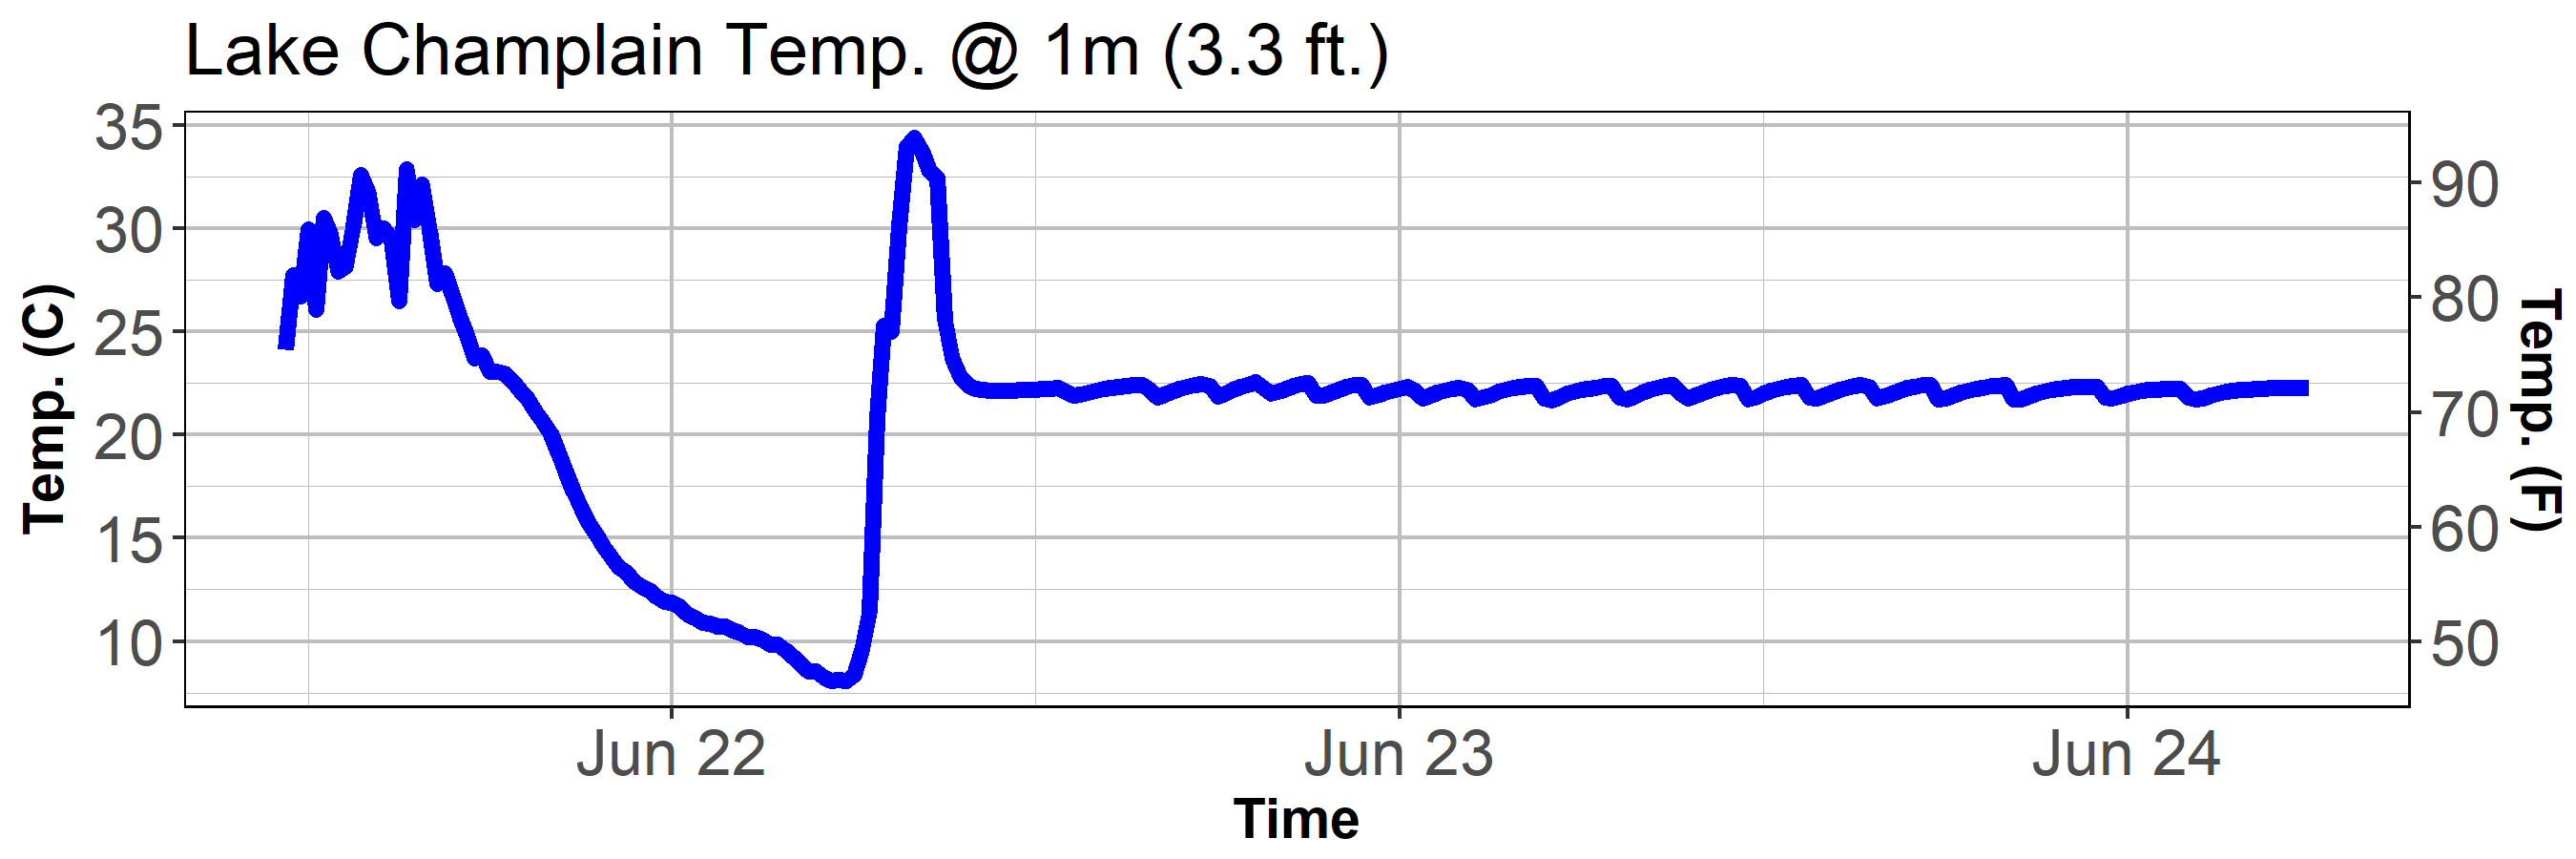 Lake Champlain Temp. @ 1m (3.3 ft.)
35
30
25
20
15
10
Temp. (C)
90
80
70
60
50
Temp. (F)
Jun 22
Jun 23
Jun 24
Time